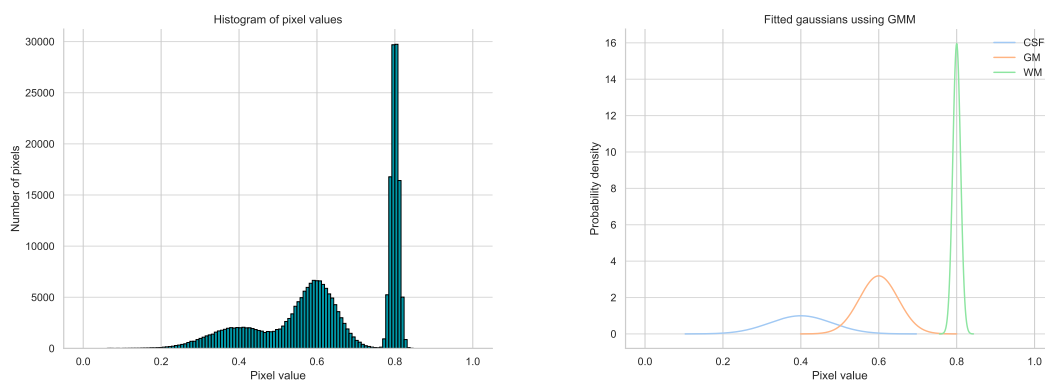 Histogram of pixel values
Number of pixels
30000
25000
20000
15000
10000
5000
0
0.0 0.2 0.4 0.6 0.8 1.0
Pixel value
Fitted gaussians ussing GMM
Probability density
16
14
12
10
8
6
4
2
0
CSF
GM
WM
0.0 0.2 0.4 0.6 0.8 1.0
Pixel value